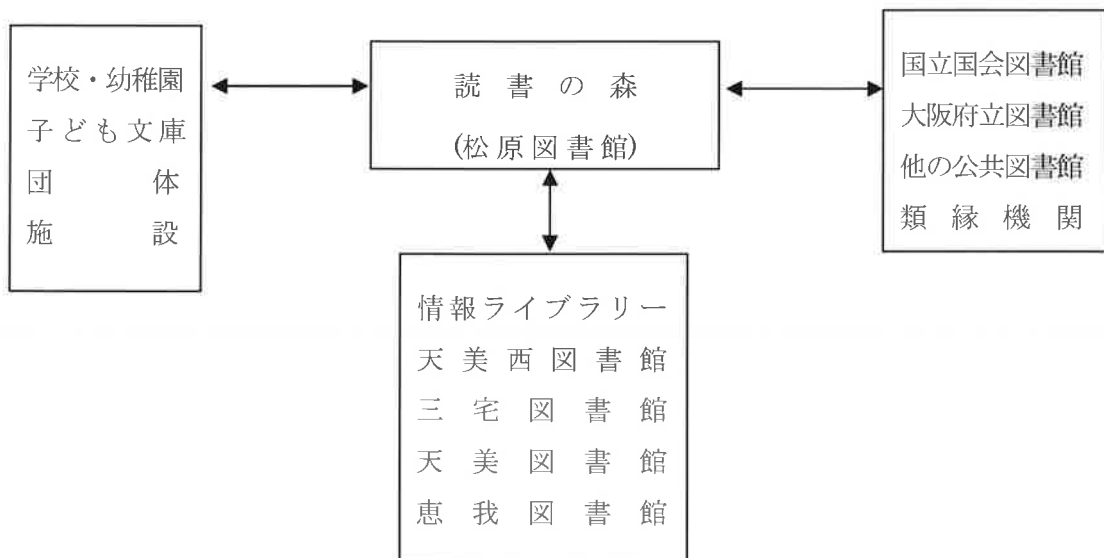 学校・幼稚園
子ども文庫
団体
施設
読書の森
(松原図書館)
国立国会図書館
大阪府立図書館
他の公共図書館
類縁機関
情報ライブラリー
天美西図書館
三宅図書館
天美図書館
恵我図書館